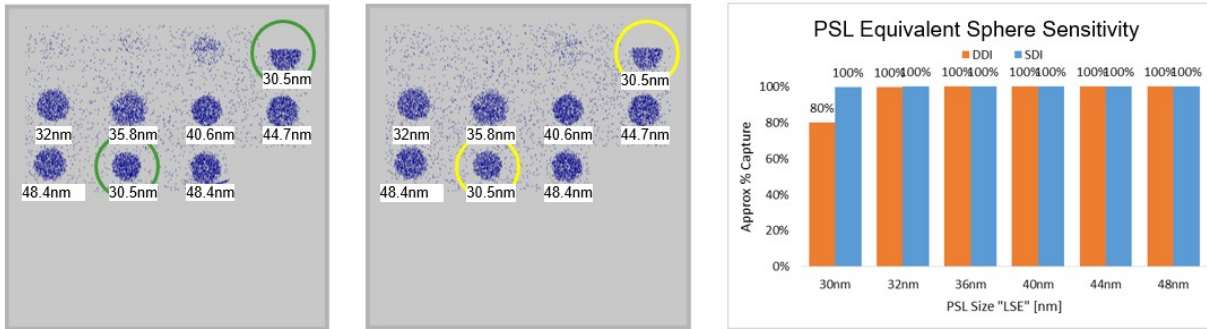 30.5nm
32nm
35.8nm
40.6nm
44.7nm
48.4nm
30.5nm
48.4nm
30.5nm
32nm
35.8nm
40.6nm
44.7nm
48.4nm
30.5nm
48.4nm
PSL Equivalent Sphere Sensitivity
DDI SDI
100% 100% 100% 100% 100% 100% 100% 100% 100% 100% 100%
80%
100%
80%
60%
40%
20%
0%
Approx % Capture
30nm 32nm 36nm 40nm 44nm 48nm
PSL Size "LSE" [nm]